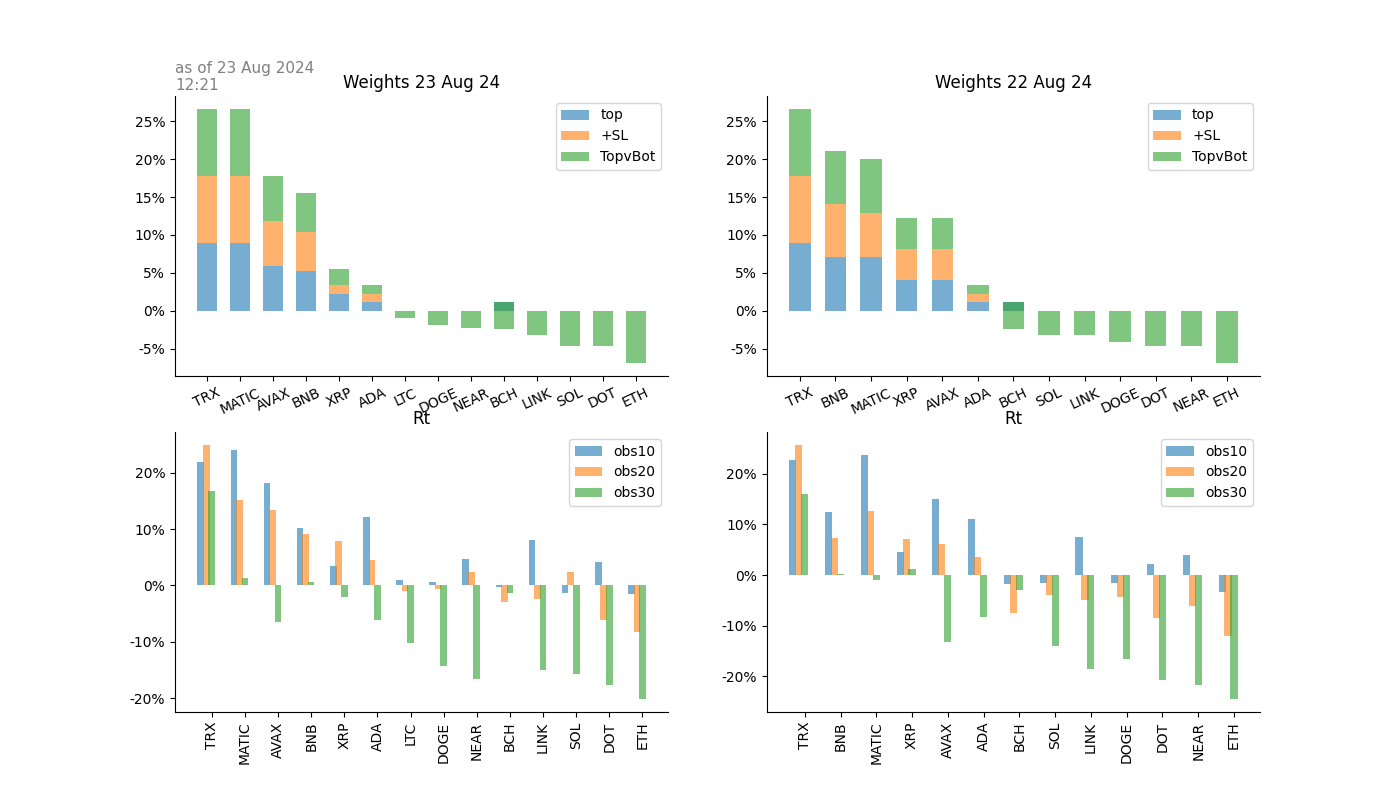 as of 23 Aug 2024
12:21
Weights 23 Aug 24
25%
20%
15%
10%
5%
0%
-5%
top
+SL
TopvBot
TRX MATIC AVAX BNB XRP ADA LTC DOGE NEAR BCH LINK SOL DOT ETH
Weights 22 Aug 24
25%
20%
15%
10%
5%
0%
-5%
top
+SL
TopvBot
TRX BNB MATIC XRP AVAX ADA BCH SOL LINK DOGE DOT NEAR ETH
Rt
20%
10%
0%
-10%
-20%
obs10
obs20
obs30
TRX MATIC AVAX BNB XRP ADA LTC DOGE NEAR BCH LINK SOL DOT ETH
Rt
20%
10%
0%
-10%
-20%
obs10
obs20
obs30
TRX BNB MATIC XRP AVAX ADA BCH SOL LINK DOGE DOT NEAR ETH